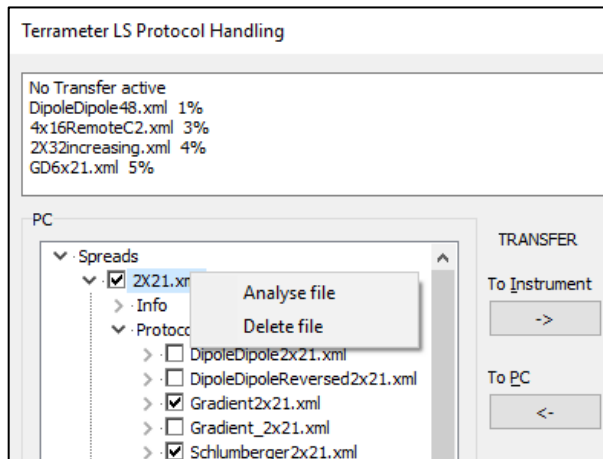 Terrameter LS Protocol Handling
No Transfer active
DipoleDipole48.xml 1%
4x16RemoteC2.xml 3%
2X32increasing.xml 4%
GD6x21.xml 5%
PC
Spreads
2X21.x
Info
Protoc
Analyse file
Delete file
DipoleDipole2x21.xml
DipoleDipoleReversed2x21.xml
Gradient2x21.xml
Gradient_2x21.xml
Schlumberger2x21.xml
TRANSFER
To Instrument
->
To PC
<-